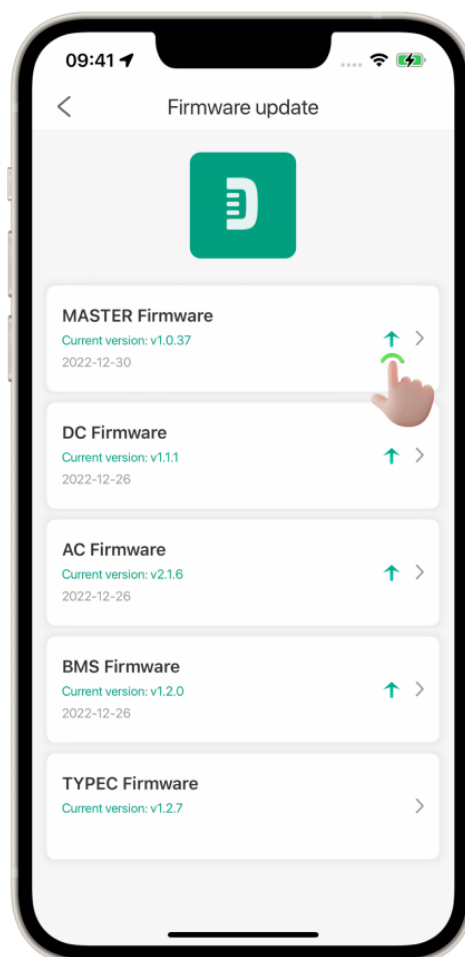 09:41
Firmware update
MASTER Firmware
Current version: v1.0.37
2022-12-30
DC Firmware
Current version: v1.1.1
2022-12-26
AC Firmware
Current version: v2.1.6
2022-12-26
BMS Firmware
Current version: v1.2.0
2022-12-26
TYPEC Firmware
Current version: v1.2.7